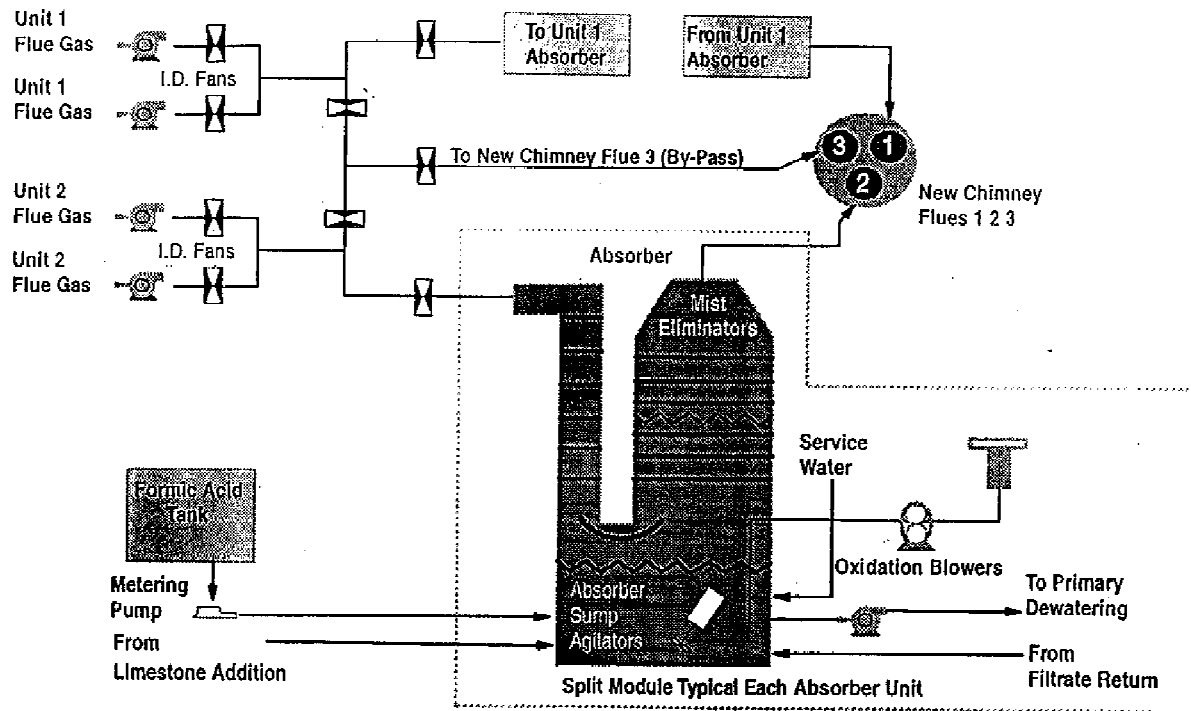 Unit 1
Flue Gas
I.D. Fans
Unit 1
Flue Gas
To Unit 1
Absorber
From Unit 1
Absorber
To New Chimney Flue 3 (By-Pass)
3
1
2
New Chimney
Flues 1 2 3
Unit 2
Flue Gas
I.D. Fans
Unit 2
Flue Gas
Absorber
Mist
Eliminators
Service
Water
Formic Acid
Tank
Oxidation Blowers
Metering
Pump
Absorber
Sump
Agitators
To Primary
Dewatering
From
Limestone Addition
From
Filtrate Return
Split Module Typical Each Absorber Unit